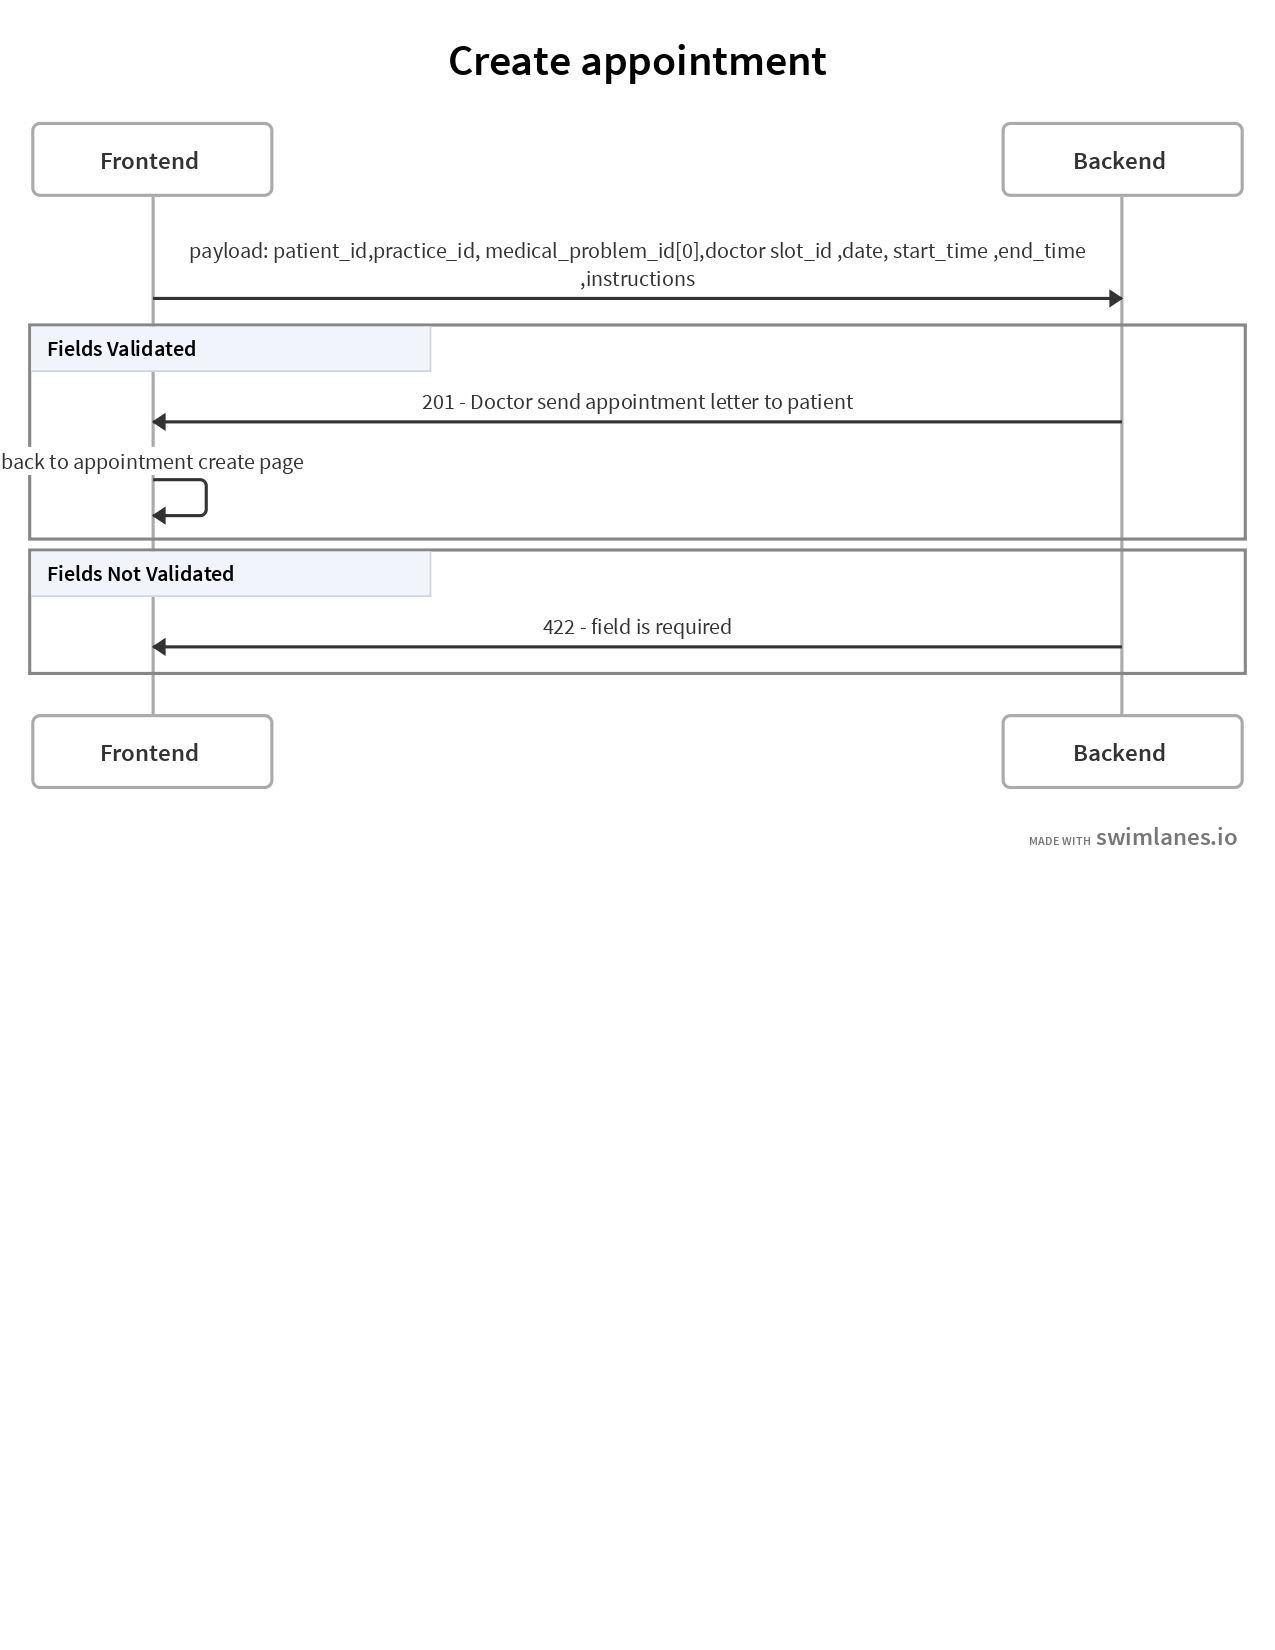 Create appointment
Frontend
Backend
payload: patient_id,practice_id, medical_problem_id[0],doctor slot_id ,date, start_time ,end_time
,instructions
Fields Validated
201 - Doctor send appointment letter to patient
back to appointment create page
Fields Not Validated
422 - field is required
Frontend
Backend
MADE WITH swimlanes.io